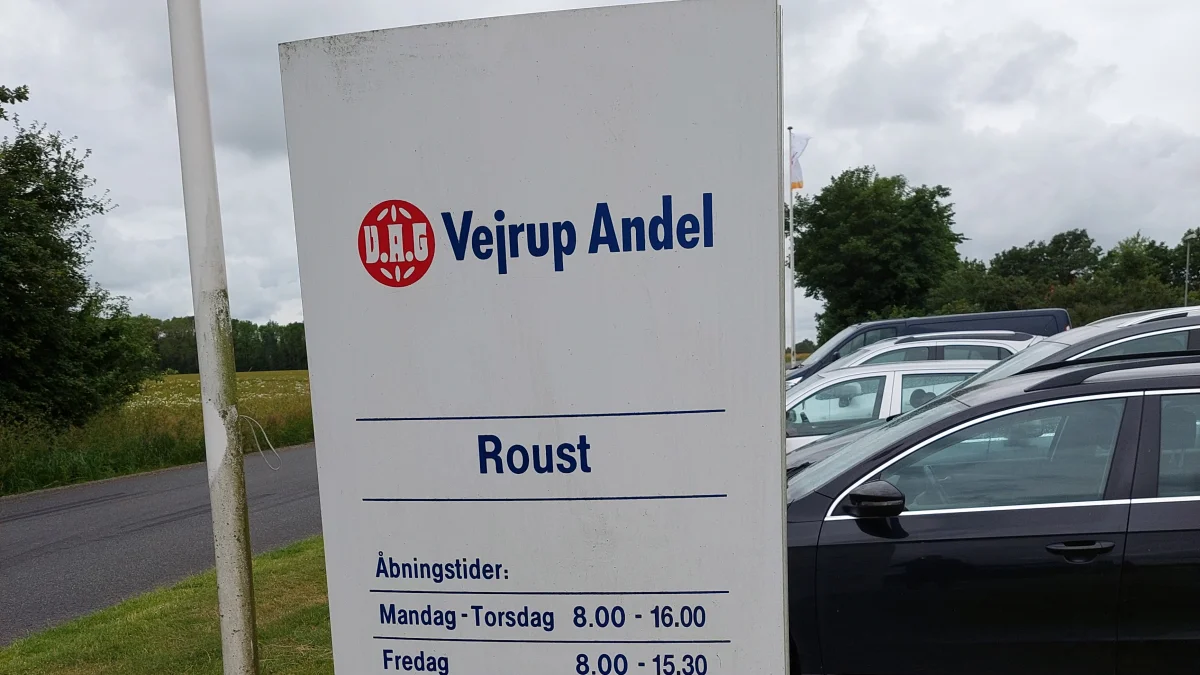 V.A.G Vejrup Andel
Roust
Åbningstider:
Mandag - Torsdag 8.00 - 16.00
Fredag 8.00 - 15.30